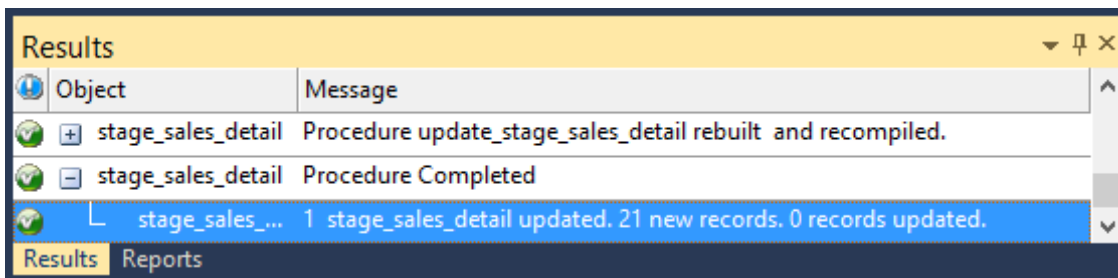 Results
Object Message
stage_sales_detail Procedure update_stage_sales_detail rebuilt  and recompiled.
stage_sales_detail Procedure Completed
stage_sales_... 1  stage_sales_detail updated. 21 new records. 0 records updated.
Results Reports